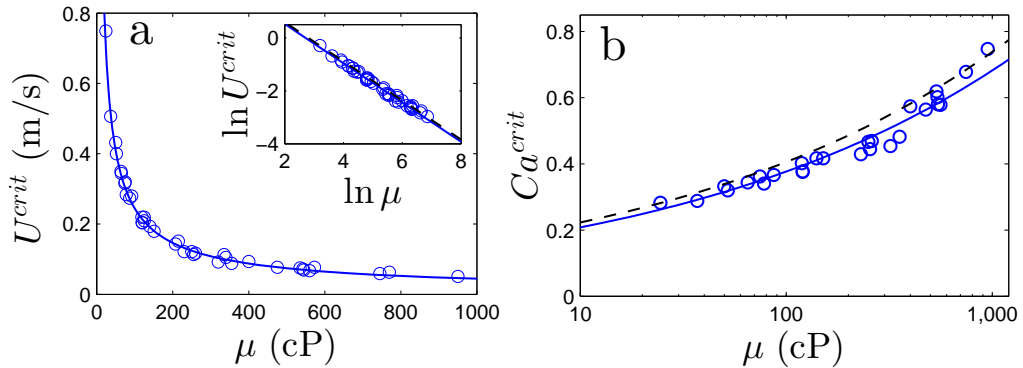 a
0.8
0.6
0.4
0.2
0
0 200 400 600 800 1000
U^{crit} (m/s)
μ (cP)
0
−2
−4
2 4 6 8
ln U^{crit}
ln μ
b
0.8
0.6
0.4
0.2
0
10 100 1,000
Ca^{crit}
μ (cP)